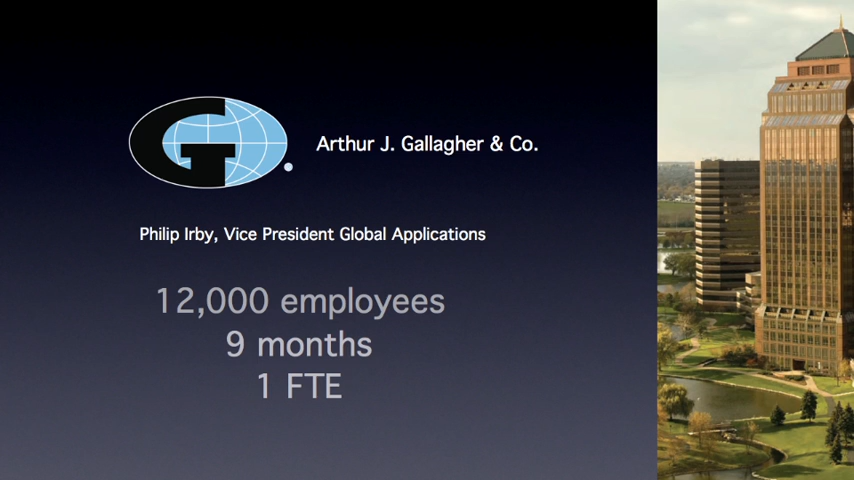 G
Arthur J. Gallagher & Co.
Philip Irby, Vice President Global Applications
12,000 employees
9 months
1 FTE